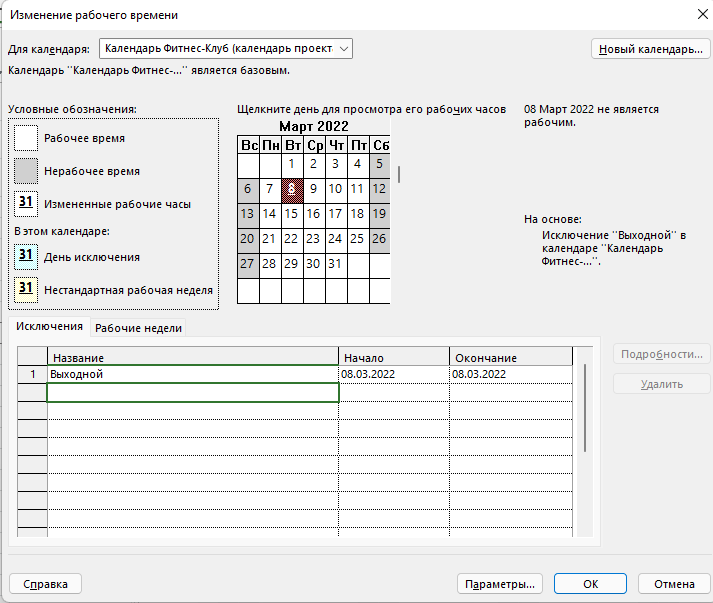 Изменение рабочего времени
Для календаря: Календарь Фитнес-Клуб (календарь проекта
Новый календарь...
Календарь "Календарь Фитнес-..." является базовым.
Условные обозначения:
Рабочее время
Нерабочее время
31 Измененные рабочие часы
В этом календаре:
31 День исключения
31 Нестандартная рабочая неделя
Щелкните день для просмотра его рабочих часов
Март 2022
Вс Пн Вт Ср Чт Пт Сб
1 2 3 4 5
6 7 8 9 10 11 12
13 14 15 16 17 18 19
20 21 22 23 24 25 26
27 28 29 30 31
08 Март 2022 не является
рабочим.
На основе:
Исключение "Выходной" в
календаре "Календарь
Фитнес-...".
Исключения Рабочие недели
Название Начало Окончание
1 Выходной 08.03.2022 08.03.2022
Подробности...
Удалить
Справка Параметры... ОК Отмена